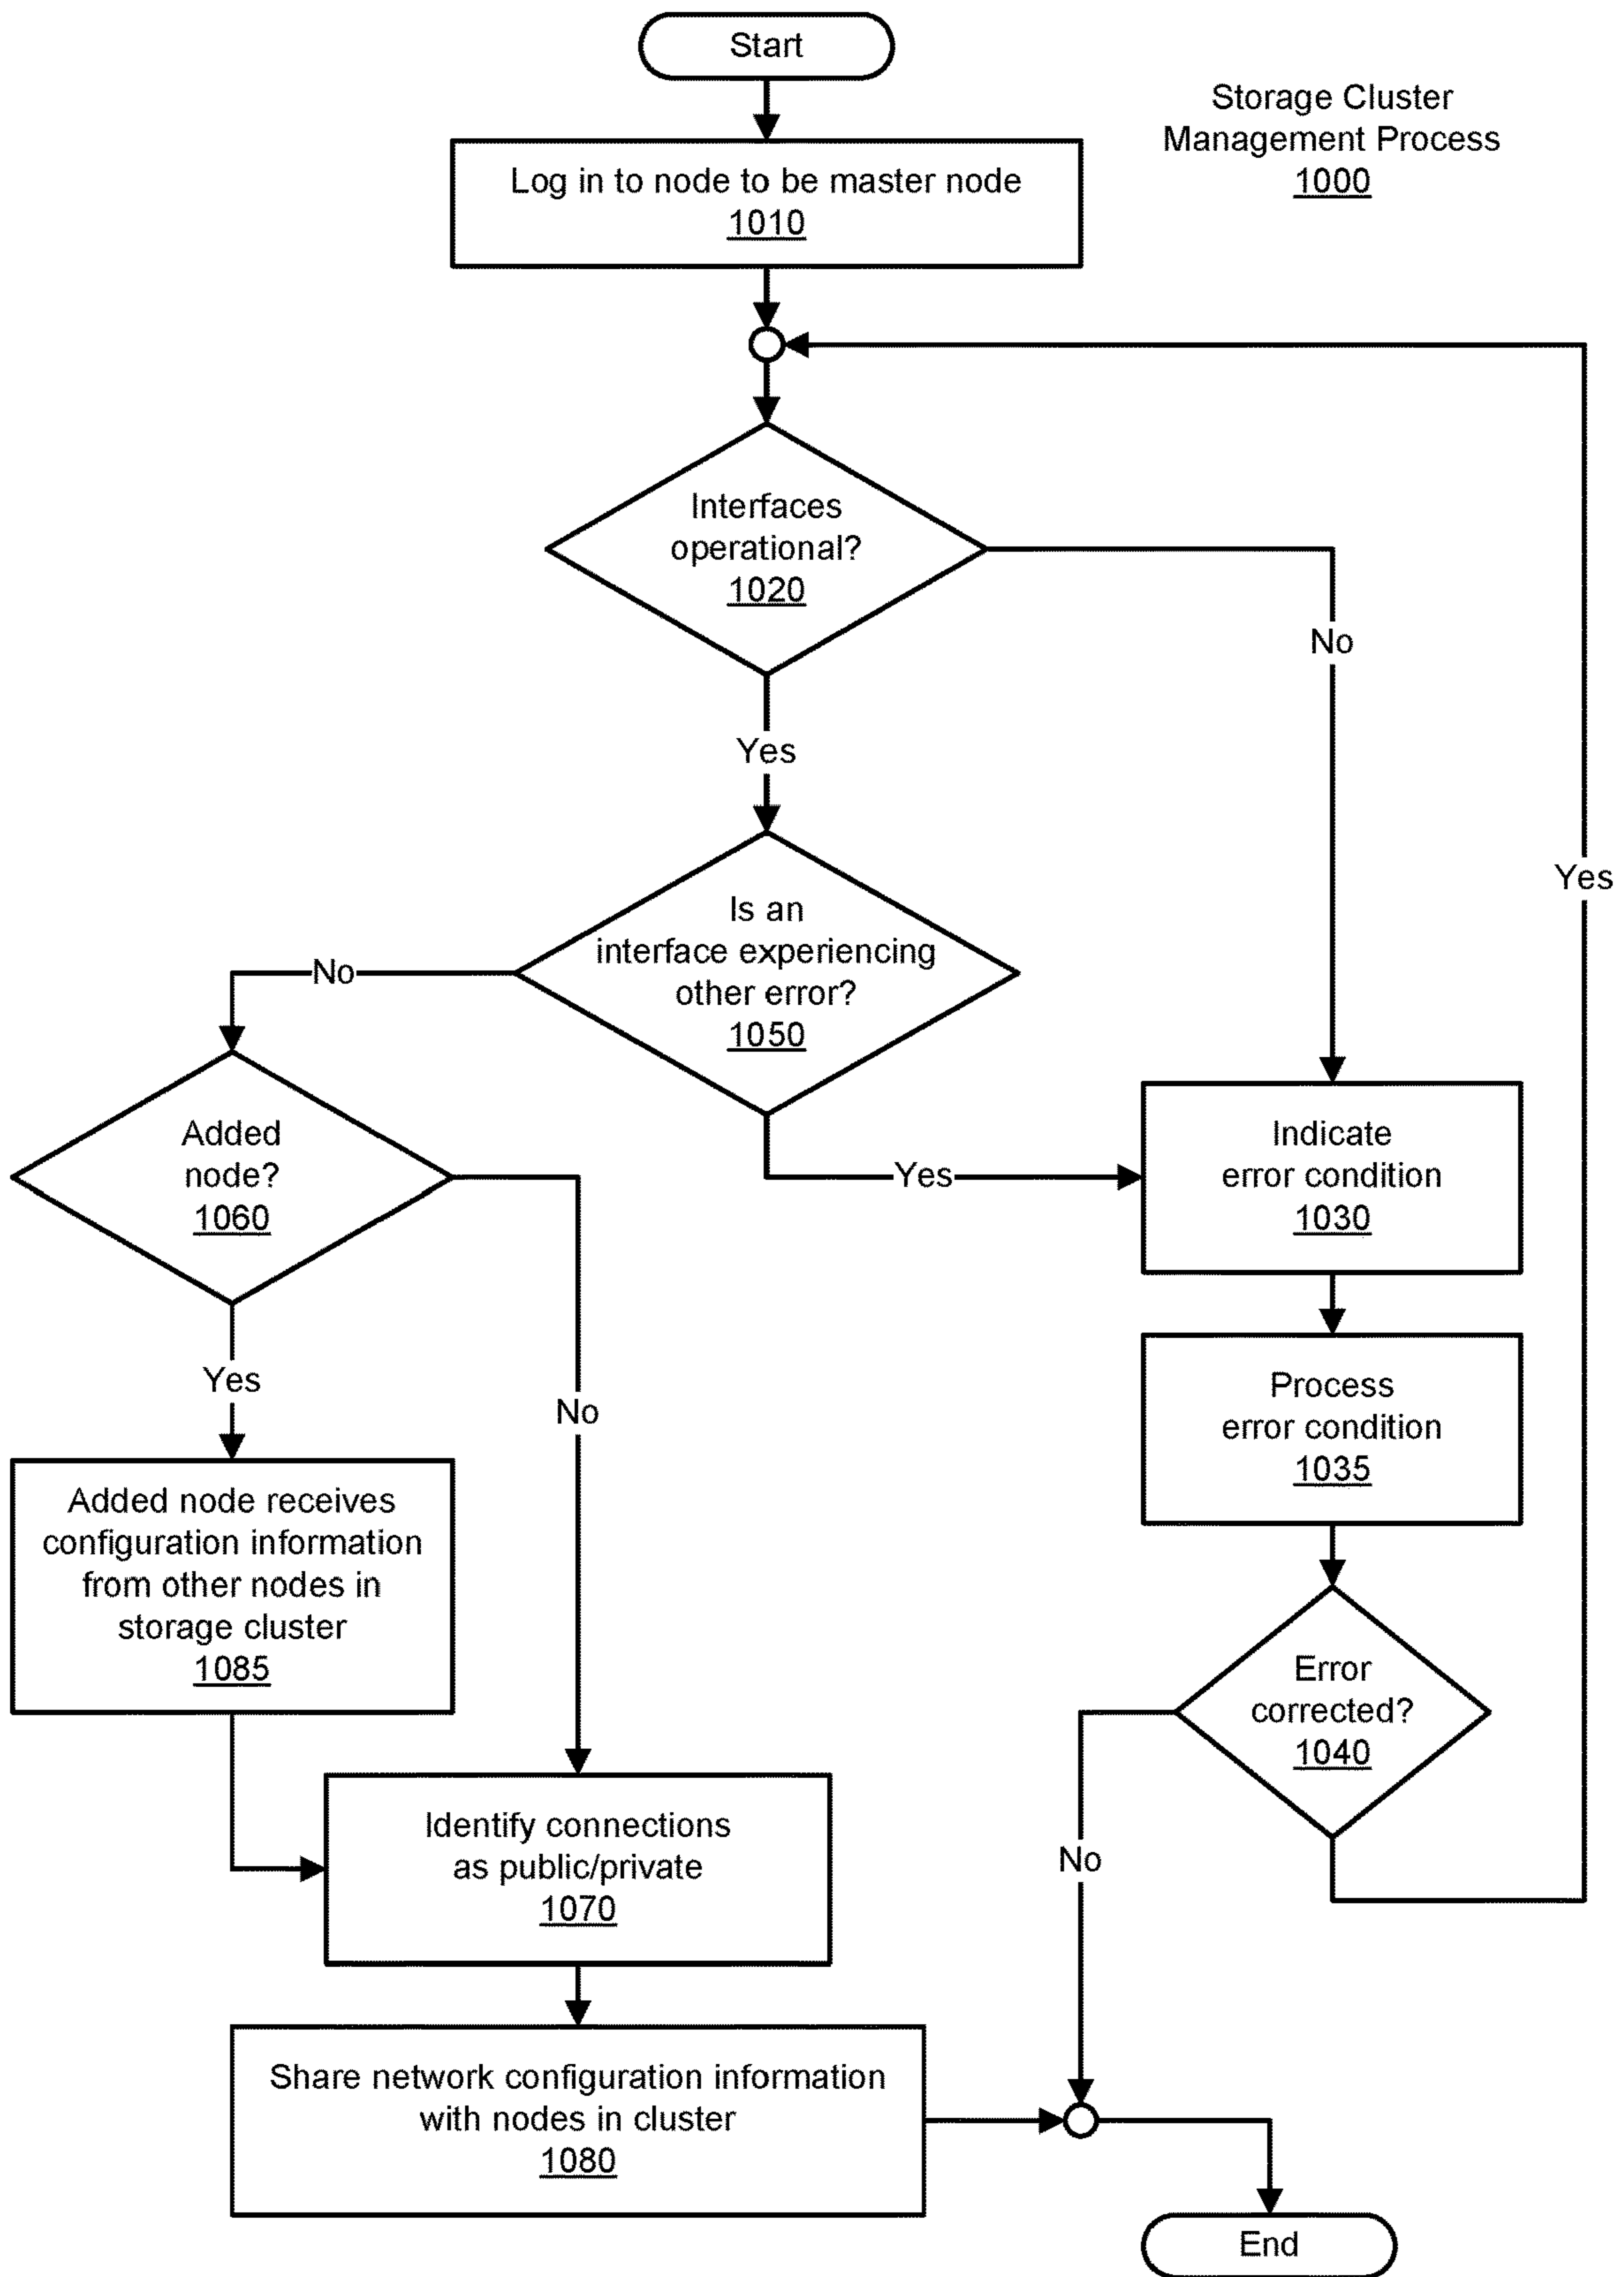 Start
Storage Cluster
Management Process
1000
Log in to node to be master node
1010
Interfaces
operational?
1020
No
Yes
Yes
Is an
interface experiencing
other error?
1050
No
Yes
Added
node?
1060
Indicate
error condition
1030
Yes
No
Process
error condition
1035
Added node receives
configuration information
from other nodes in
storage cluster
1085
Error
corrected?
1040
No
Identify connections
as public/private
1070
Share network configuration information
with nodes in cluster
1080
End